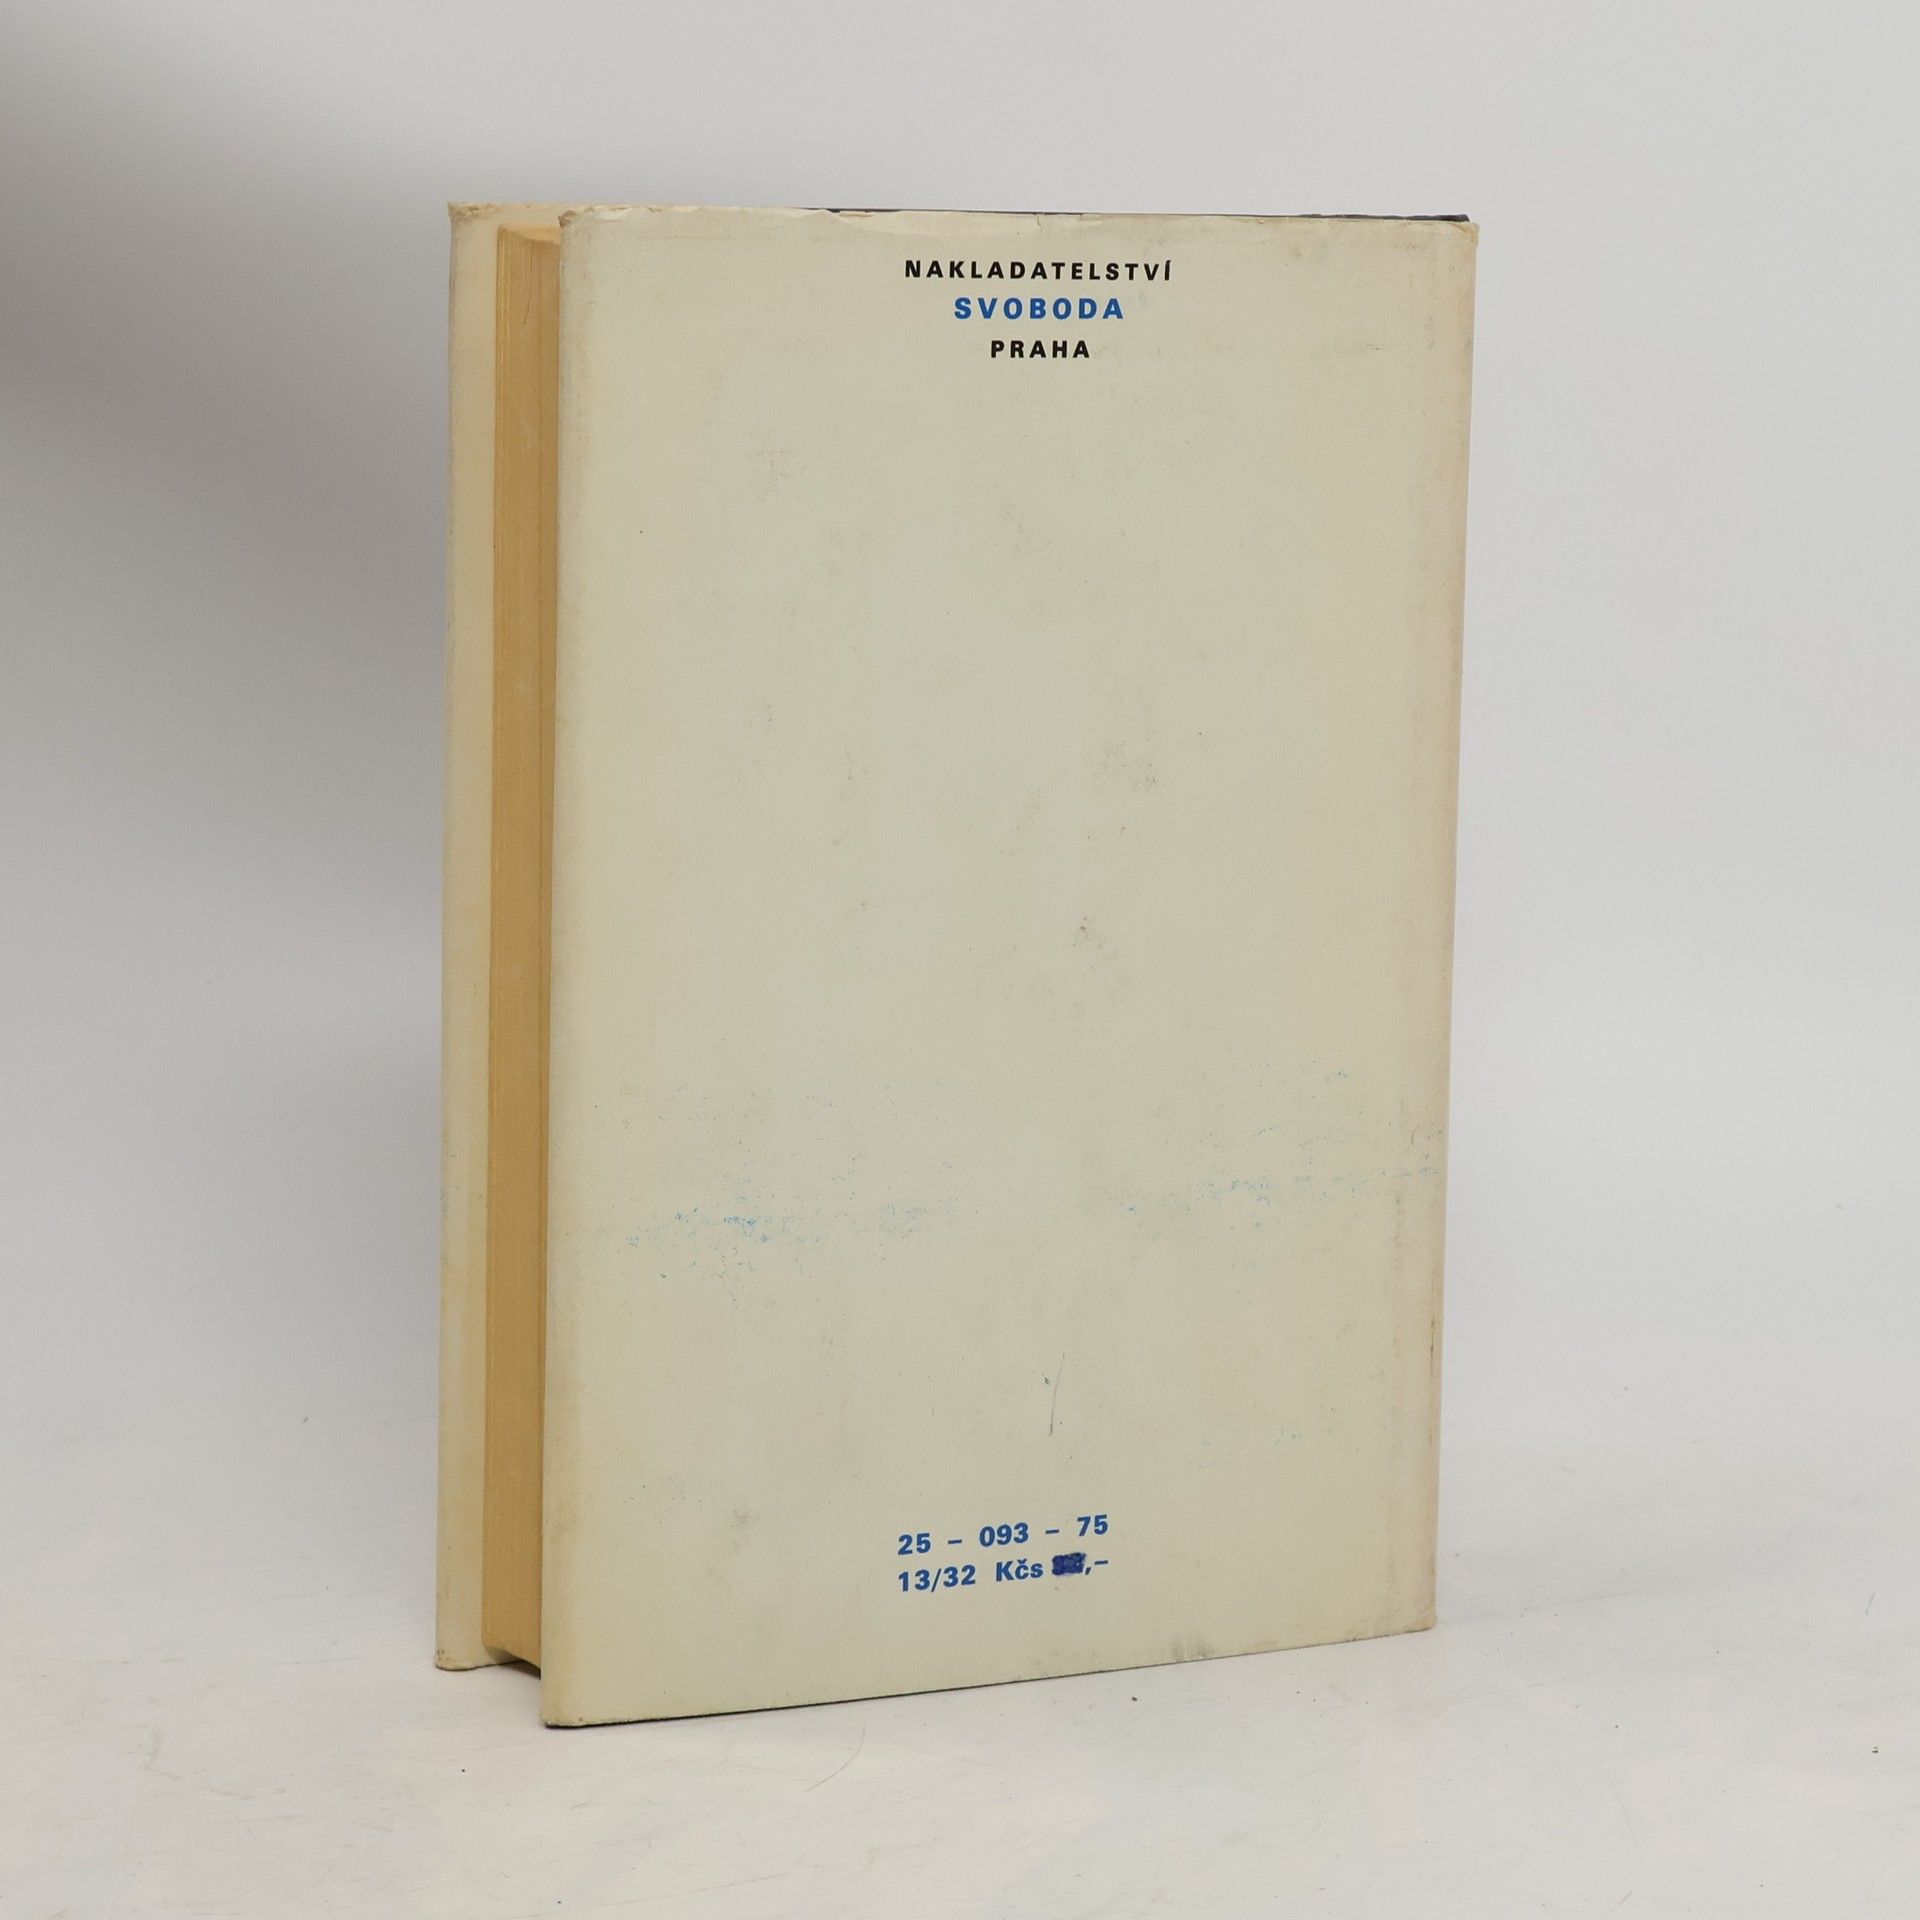 NAKLADATELSTVÍ
SVOBODA
PRAHA
25 – 093 – 75
13/32 Kčs ,–